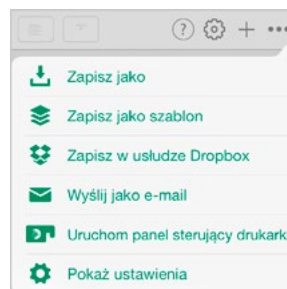 Zapisz jako
Zapisz jako szablon
Zapisz w usłudze Dropbox
Wyślij jako e-mail
Uruchom panel sterujący drukark
Pokaż ustawienia